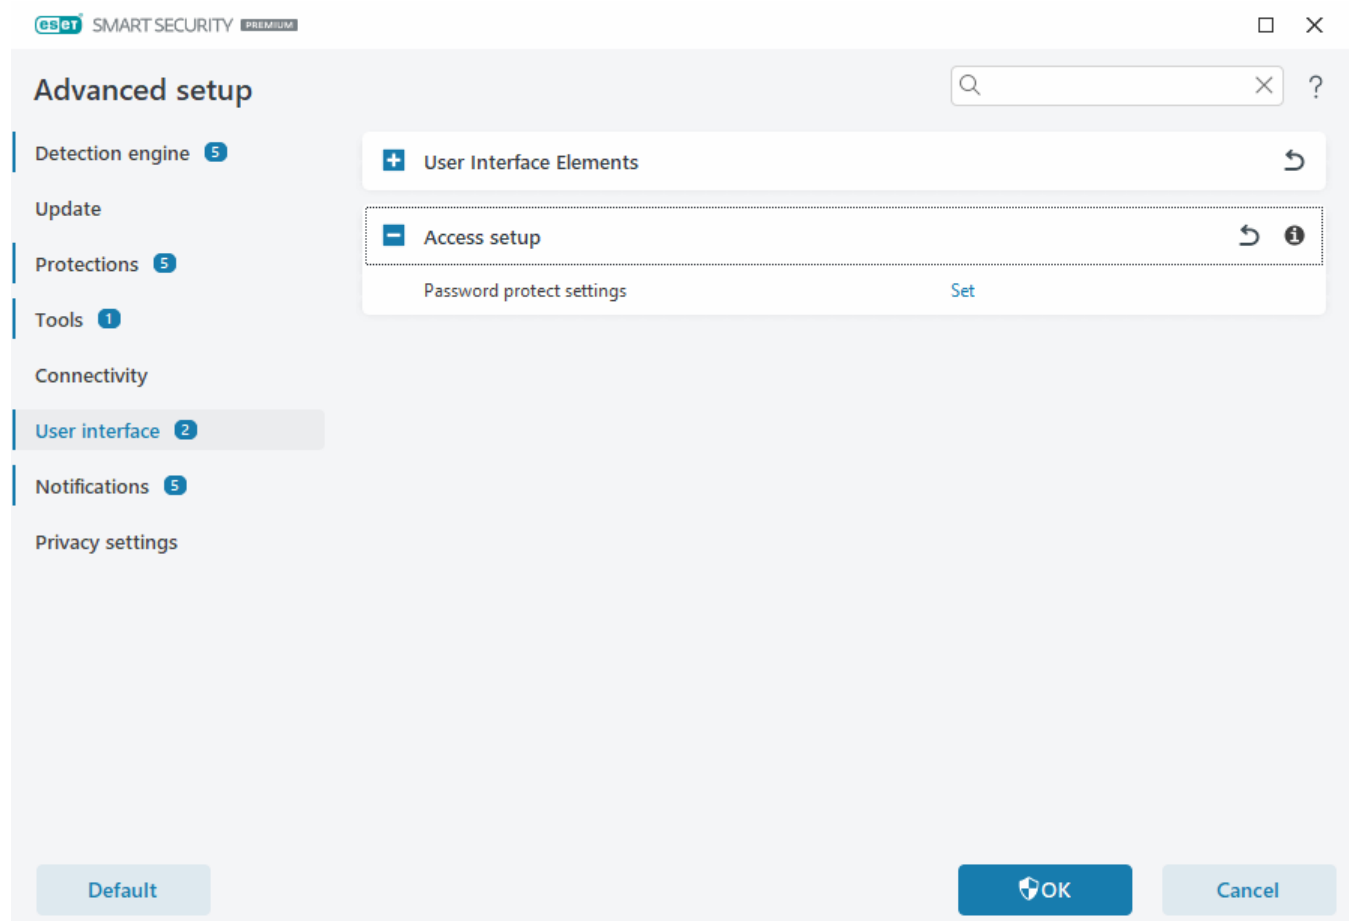 eset SMART SECURITY PREMIUM
Advanced setup
?
Detection engine 5
Update
Protections 5
Tools 1
Connectivity
User interface 2
Notifications 5
Privacy settings
User Interface Elements
Access setup
Password protect settings Set
Default
OK
Cancel